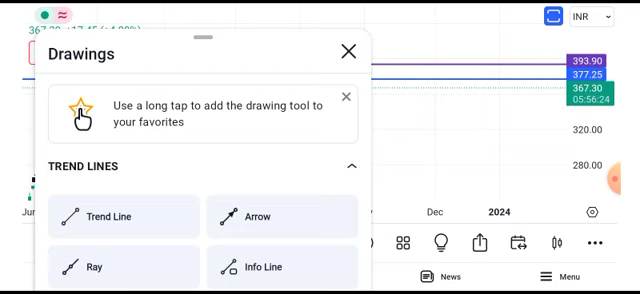 INR
Drawings
393.90
377.25
367.30
05:56:24
Use a long tap to add the drawing tool to
your favorites
320.00
TREND LINES
280.00
Trend Line
Arrow
Dec
2024
Ray
Info Line
News
Menu